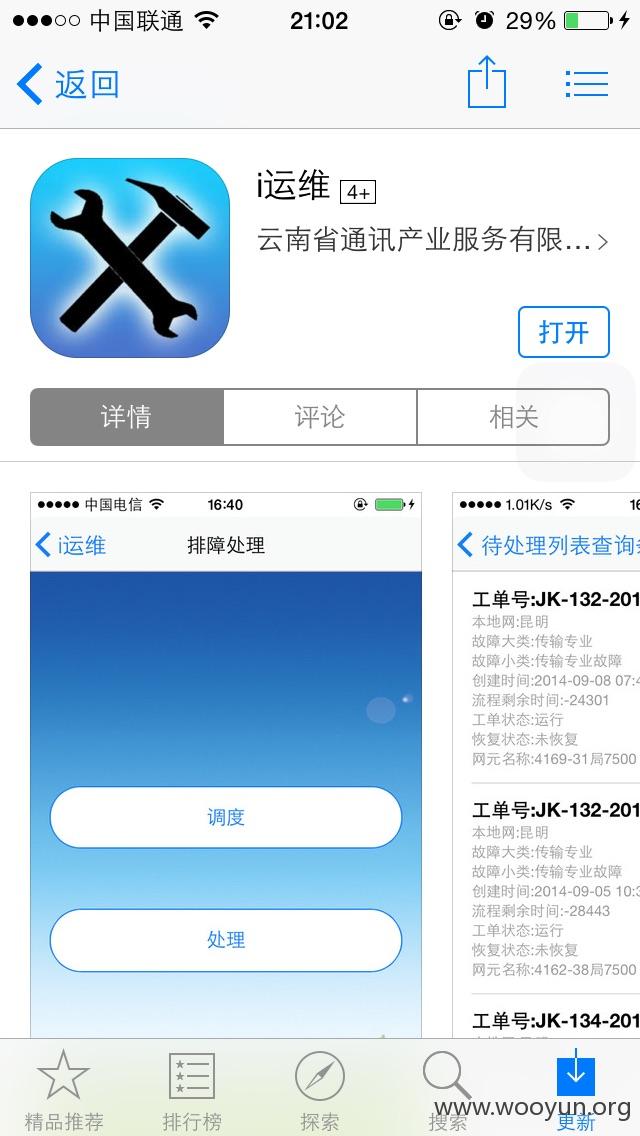 中国联通 21:02 29%
返回
i运维 4+
云南省通讯产业服务有限...
打开
详情 评论 相关
中国电信 16:40
i运维 排障处理
调度
处理
1.01K/s 16
待处理列表查询
工单号:JK-132-201
本地网:昆明
故障大类:传输专业
故障小类:传输专业故障
创建时间:2014-09-08 07:4
流程剩余时间:-24301
工单状态:运行
恢复状态:未恢复
网元名称:4169-31局7500
工单号:JK-132-201
本地网:昆明
故障大类:传输专业
故障小类:传输专业故障
创建时间:2014-09-05 10:3
流程剩余时间:-28443
工单状态:运行
恢复状态:未恢复
网元名称:4162-38局7500
工单号:JK-134-201
精品推荐 排行榜 探索 搜索 更新
www.wooyun.org